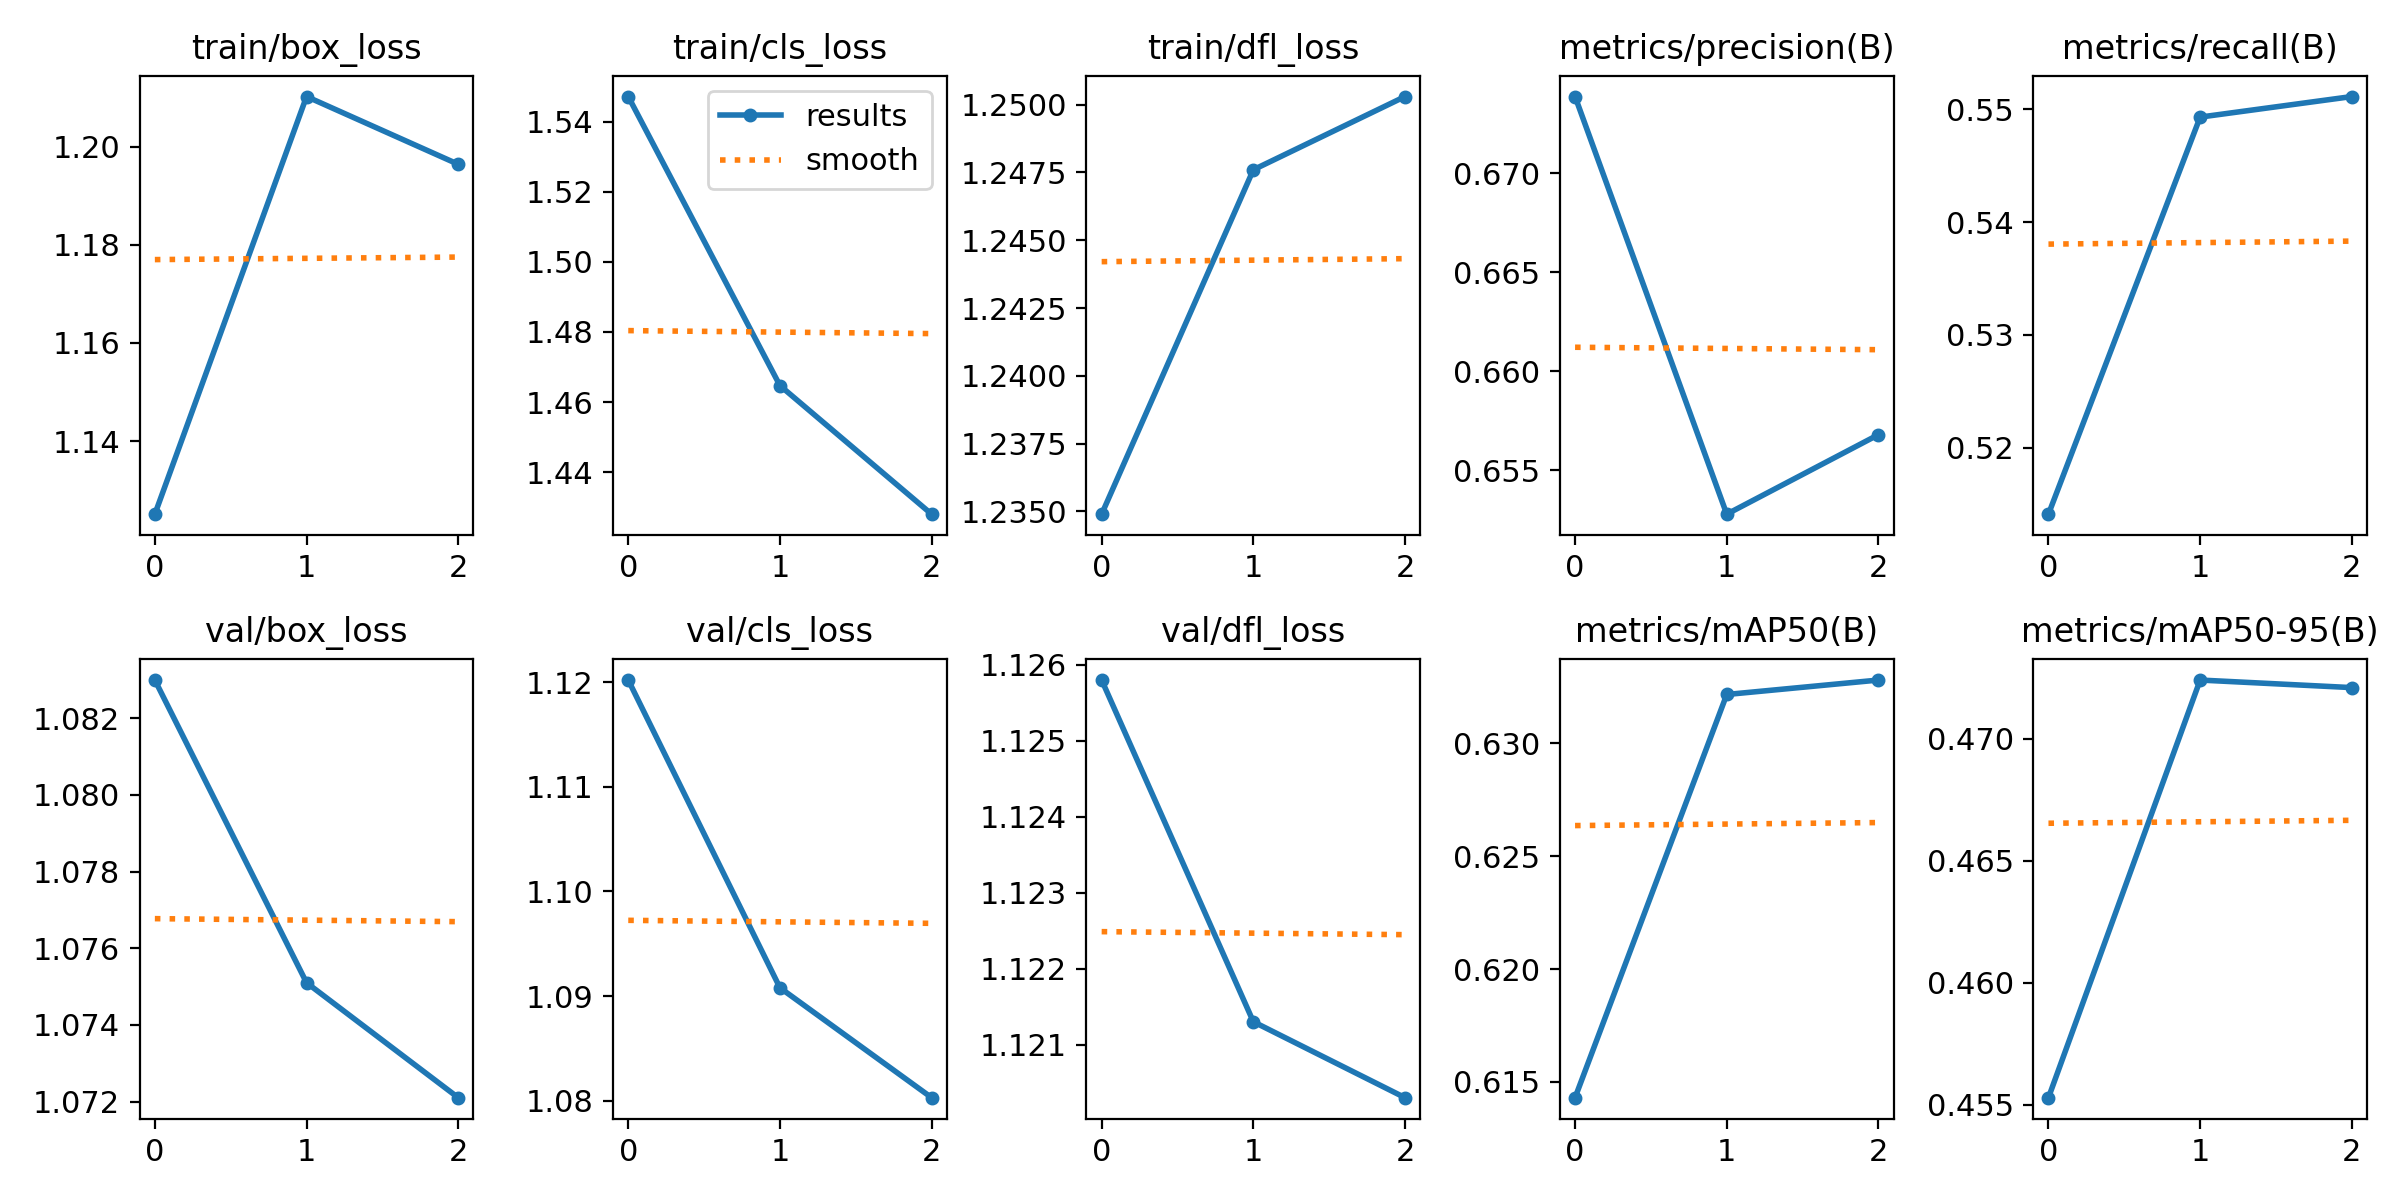 train/box_loss
1.20
1.18
1.16
1.14
0 1 2
train/cls_loss
results
smooth
1.54
1.52
1.50
1.48
1.46
1.44
0 1 2
train/dfl_loss
1.2500
1.2475
1.2450
1.2425
1.2400
1.2375
1.2350
0 1 2
metrics/precision(B)
0.670
0.665
0.660
0.655
0 1 2
metrics/recall(B)
0.55
0.54
0.53
0.52
0 1 2
val/box_loss
1.082
1.080
1.078
1.076
1.074
1.072
0 1 2
val/cls_loss
1.12
1.11
1.10
1.09
1.08
0 1 2
val/dfl_loss
1.126
1.125
1.124
1.123
1.122
1.121
0 1 2
metrics/mAP50(B)
0.630
0.625
0.620
0.615
0 1 2
metrics/mAP50-95(B)
0.470
0.465
0.460
0.455
0 1 2